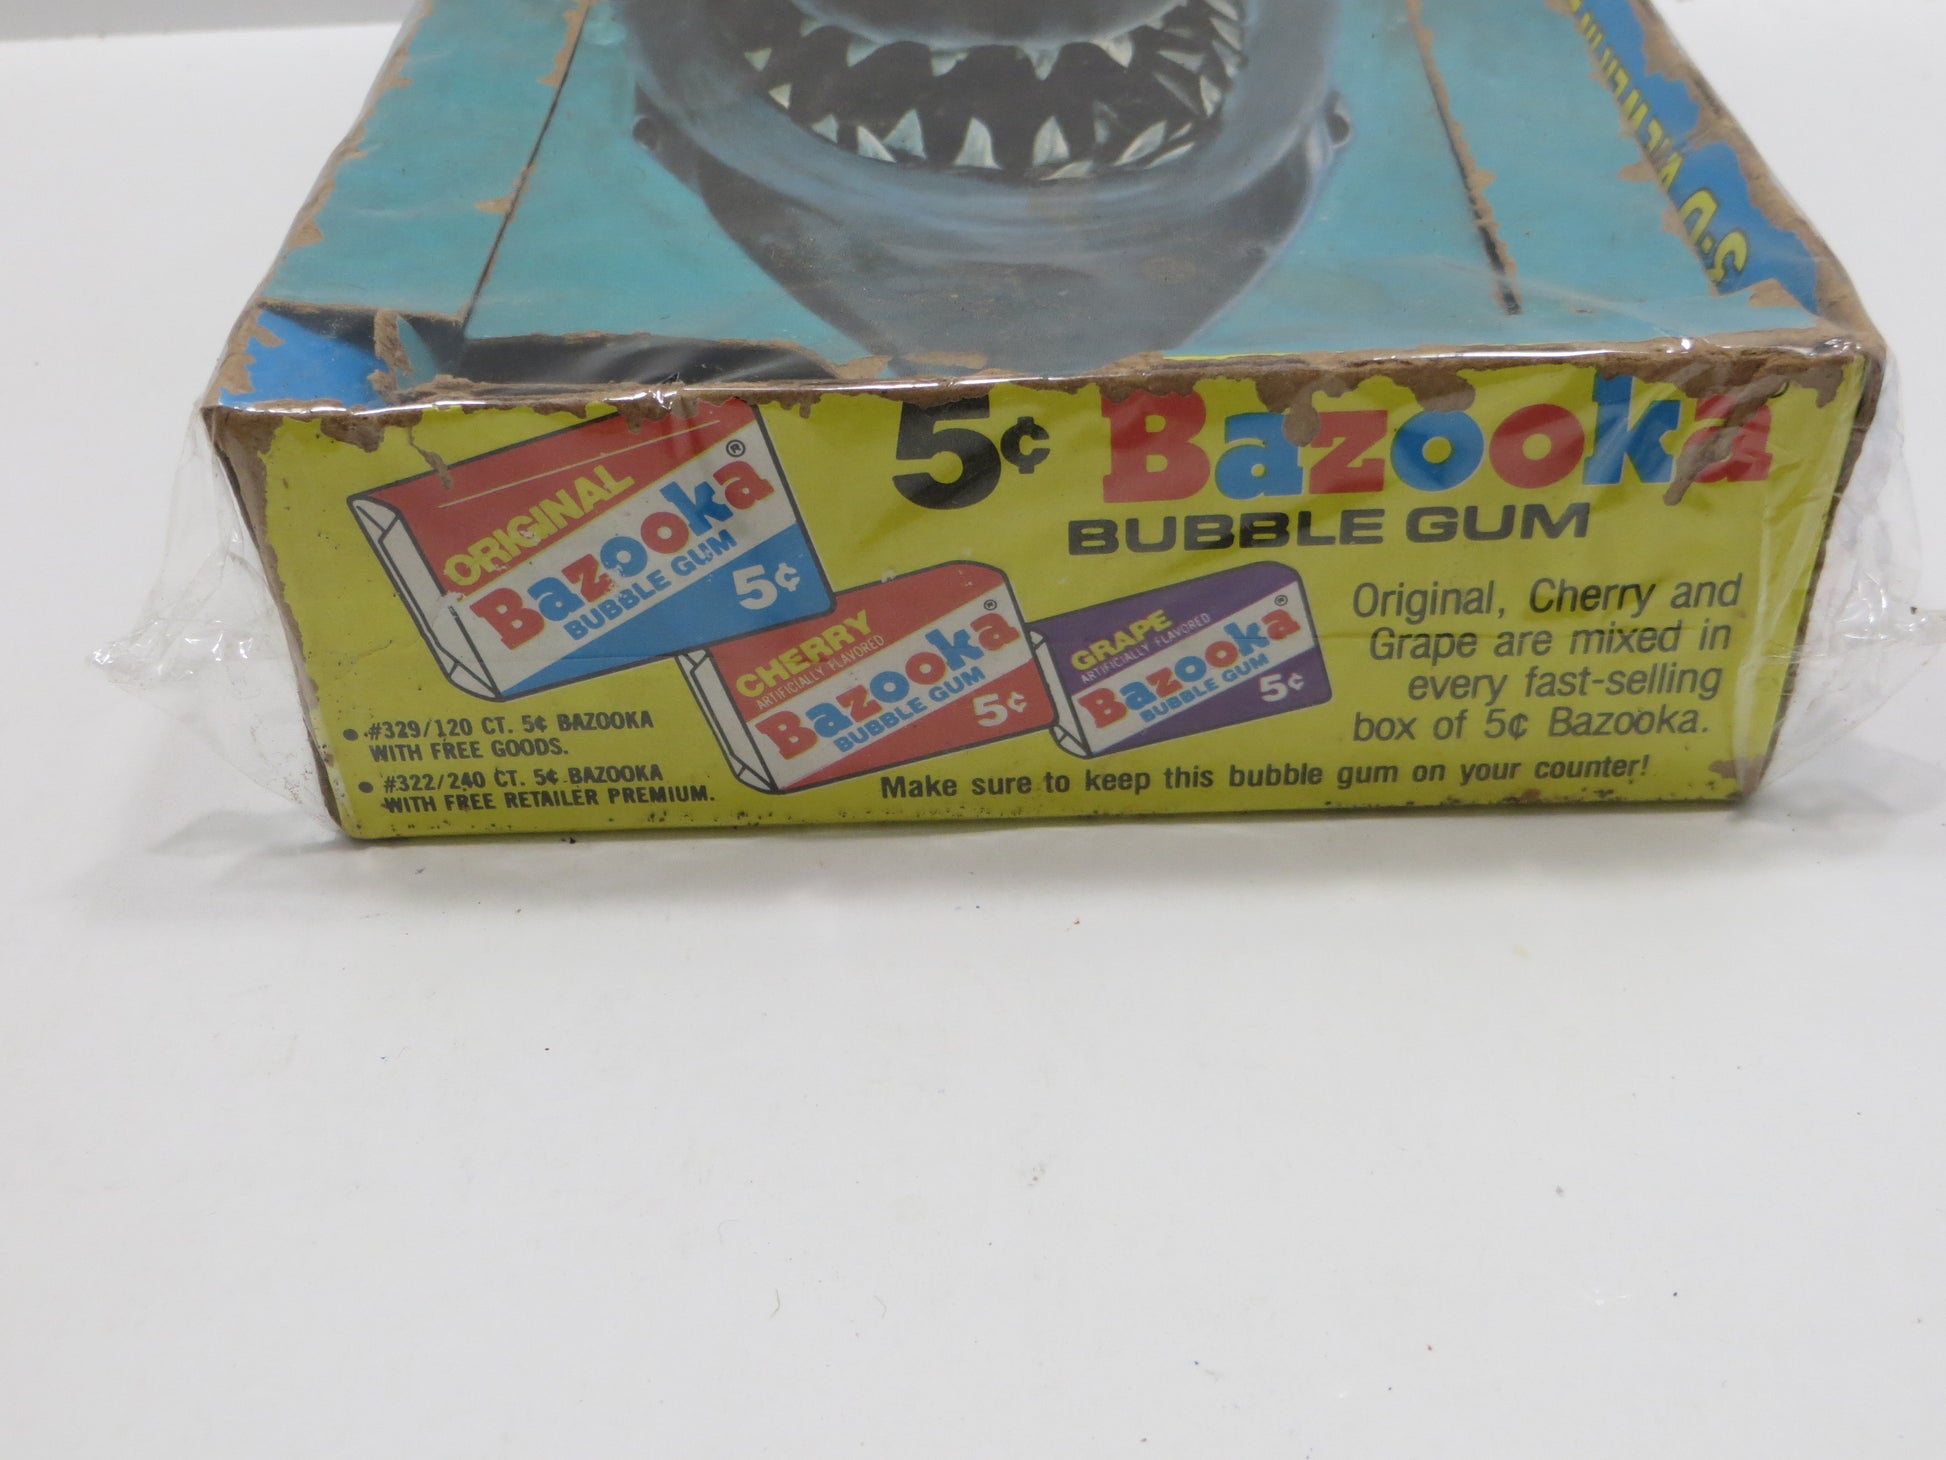 3-D
5¢ Bazooka
BUBBLE GUM
ORIGINAL
Bazooka®
BUBBLE GUM
5¢
CHERRY
ARTIFICIALLY FLAVORED
Bazooka®
BUBBLE GUM
5¢
GRAPE
ARTIFICIALLY FLAVORED
Bazooka®
BUBBLE GUM
5¢
Original, Cherry and
Grape are mixed in
every fast-selling
box of 5¢ Bazooka.
• #329/120 CT. 5¢ BAZOOKA
WITH FREE GOODS.
• #322/240 CT. 5¢ BAZOOKA
WITH FREE RETAILER PREMIUM.
Make sure to keep this bubble gum on your counter!